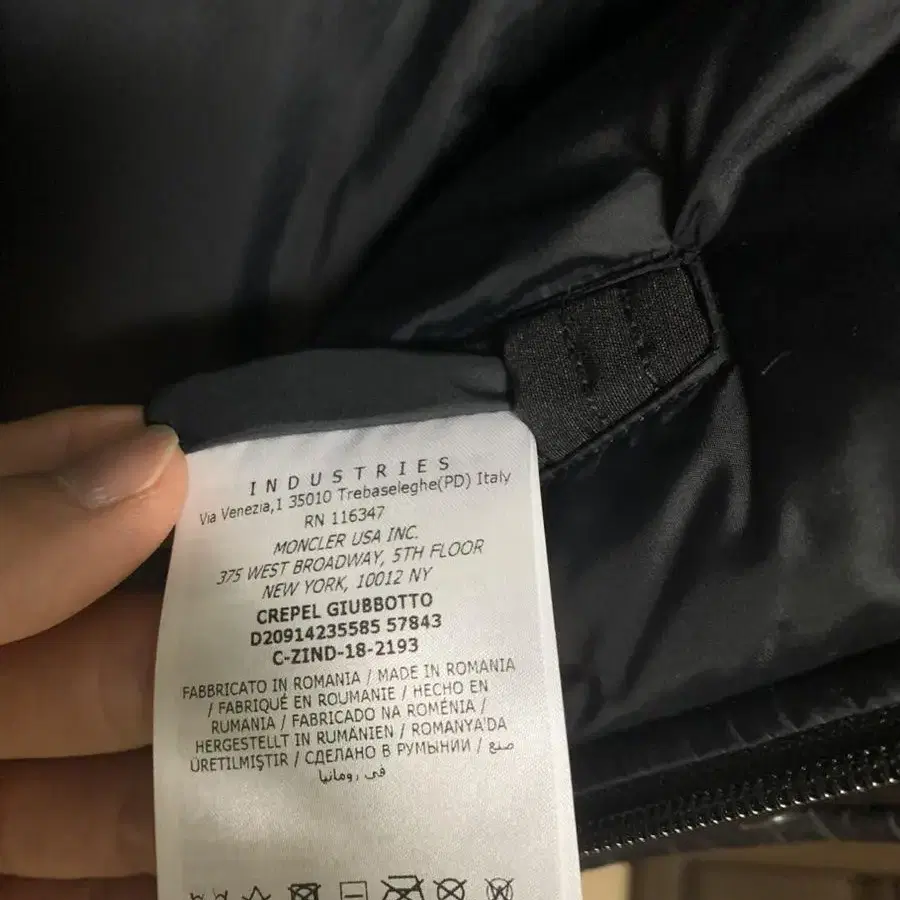 INDUSTRIES
Via Venezia,1 35010 Trebaseleghe(PD) Italy
RN 116347
MONCLER USA INC.
375 WEST BROADWAY, 5TH FLOOR
NEW YORK, 10012 NY
CREPEL GIUBBOTTO
D20914235585 57843
C-ZIND-18-2193
FABBRICATO IN ROMANIA / MADE IN ROMANIA
/ FABRIQUÉ EN ROUMANIE / HECHO EN
RUMANIA / FABRICADO NA ROMÉNIA /
HERGESTELLT IN RUMÄNIEN / ROMANYA'DA
ÜRETILMIŞTIR / СДЕЛАНО В РУМЫНИИ / صنع
في رومانيا